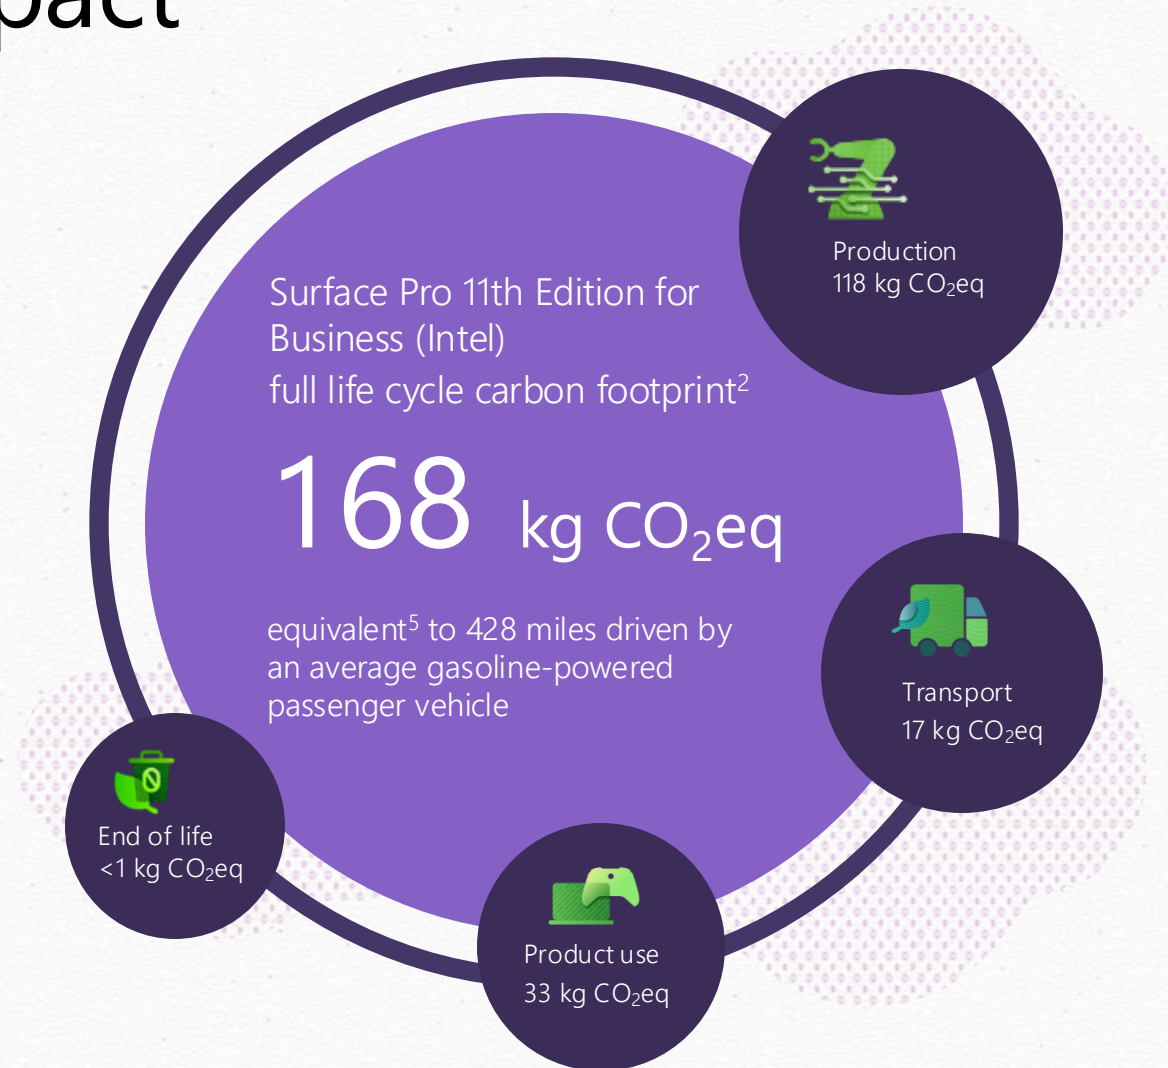 Production
118 kg CO₂eq
Surface Pro 11th Edition for
Business (Intel)
full life cycle carbon footprint²
168 kg CO₂eq
equivalent⁵ to 428 miles driven by
an average gasoline-powered
passenger vehicle
Transport
17 kg CO₂eq
End of life
<1 kg CO₂eq
Product use
33 kg CO₂eq